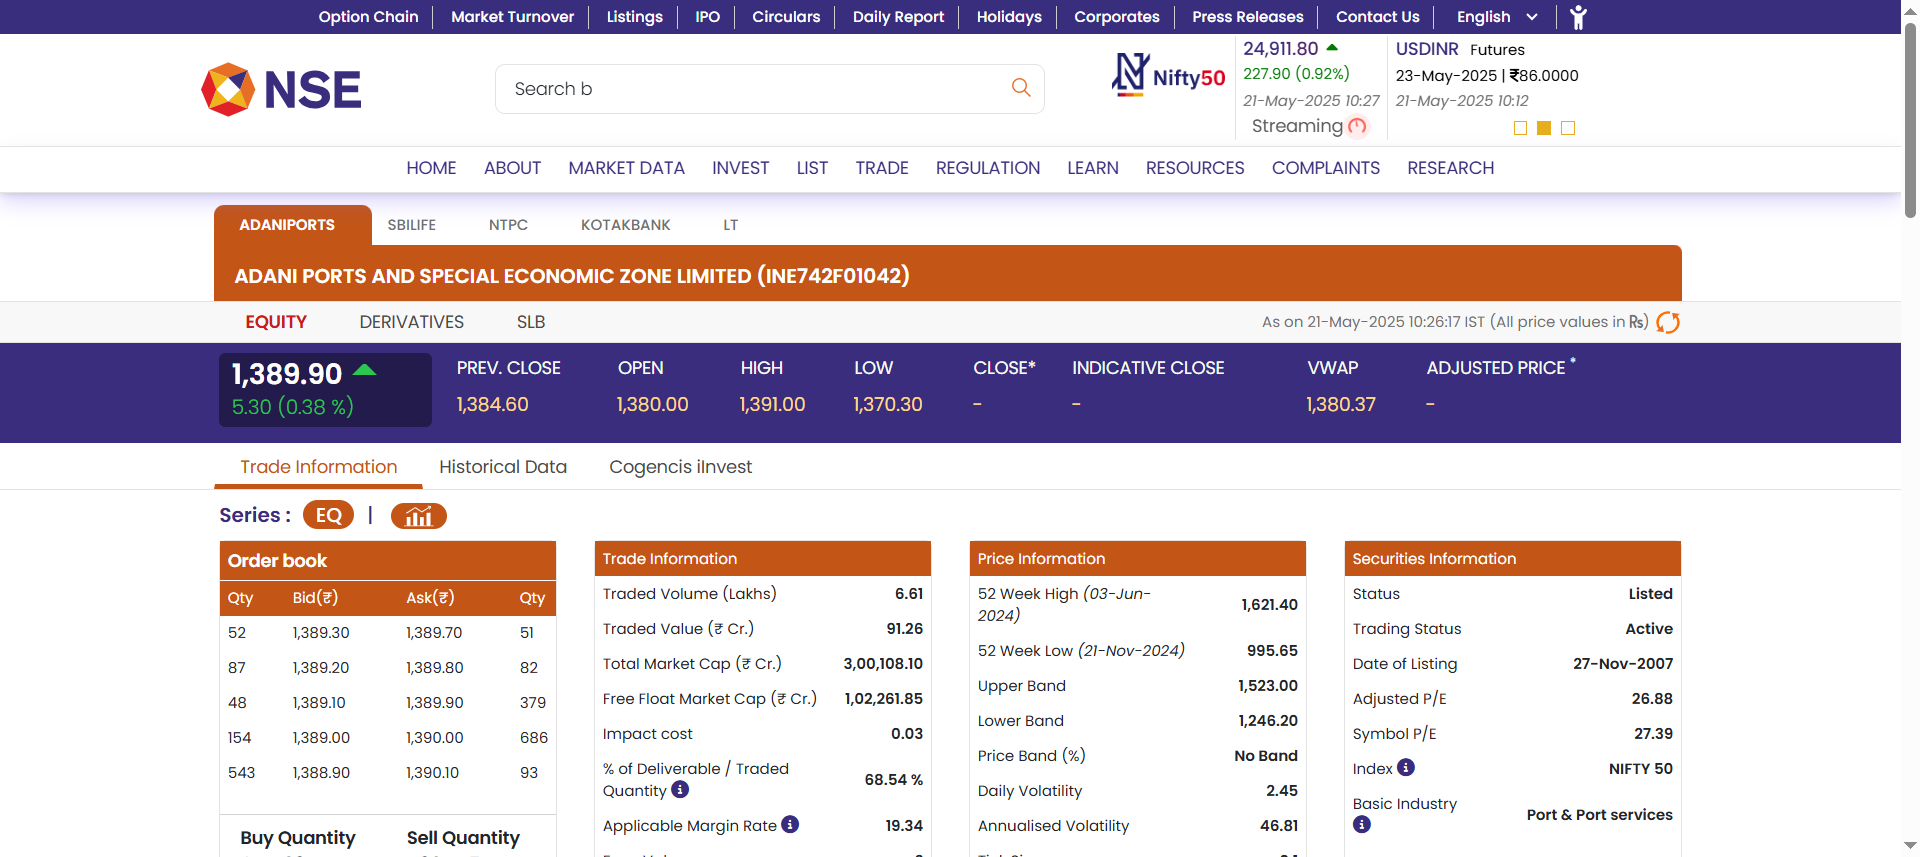 Option Chain Market Turnover Listings IPO Circulars Daily Report Holidays Corporates Press Releases Contact Us English
NSE
Search b
Nifty50
24,911.80
227.90 (0.92%)
21-May-2025 10:27
Streaming
USDINR Futures
23-May-2025 | ₹86.0000
21-May-2025 10:12
HOME ABOUT MARKET DATA INVEST LIST TRADE REGULATION LEARN RESOURCES COMPLAINTS RESEARCH
ADANIPORTS SBILIFE NTPC KOTAKBANK LT
ADANI PORTS AND SPECIAL ECONOMIC ZONE LIMITED (INE742F01042)
EQUITY DERIVATIVES SLB As on 21-May-2025 10:26:17 IST (All price values in ₨)
1,389.90
5.30 (0.38 %)
PREV. CLOSE OPEN HIGH LOW CLOSE* INDICATIVE CLOSE VWAP ADJUSTED PRICE *
1,384.60 1,380.00 1,391.00 1,370.30 - - 1,380.37 -
Trade Information Historical Data Cogencis iInvest
Series : EQ |
Order book
Qty Bid(₹) Ask(₹) Qty
52 1,389.30 1,389.70 51
87 1,389.20 1,389.80 82
48 1,389.10 1,389.90 379
154 1,389.00 1,390.00 686
543 1,388.90 1,390.10 93
Buy Quantity Sell Quantity
Trade Information
Traded Volume (Lakhs) 6.61
Traded Value (₹ Cr.) 91.26
Total Market Cap (₹ Cr.) 3,00,108.10
Free Float Market Cap (₹ Cr.) 1,02,261.85
Impact cost 0.03
% of Deliverable / Traded
Quantity 68.54 %
Applicable Margin Rate 19.34
Price Information
52 Week High (03-Jun-
2024) 1,621.40
52 Week Low (21-Nov-2024) 995.65
Upper Band 1,523.00
Lower Band 1,246.20
Price Band (%) No Band
Daily Volatility 2.45
Annualised Volatility 46.81
Securities Information
Status Listed
Trading Status Active
Date of Listing 27-Nov-2007
Adjusted P/E 26.88
Symbol P/E 27.39
Index NIFTY 50
Basic Industry Port & Port services